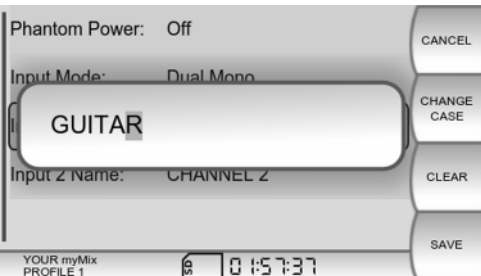 Phantom Power: Off
CANCEL
Input Mode: Dual Mono
CHANGE
CASE
GUITAR
Input 2 Name: CHANNEL 2
CLEAR
SAVE
YOUR myMix
PROFILE 1
SD
01:57:37